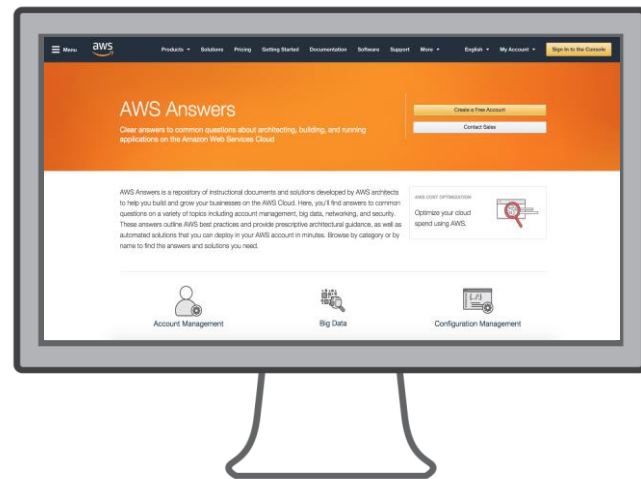 Menu
aws
Products
Solutions
Pricing
Getting Started
Documentation
Software
Support
More
English
My Account
Sign In to the Console
AWS Answers
Clear answers to common questions about architecting, building, and running
applications on the Amazon Web Services Cloud
Create a Free Account
Contact Sales
AWS Answers is a repository of instructional documents and solutions developed by AWS architects
to help you build and grow your businesses on the AWS Cloud. Here, you'll find answers to common
questions on a variety of topics including account management, big data, networking, and security.
These answers outline AWS best practices and provide prescriptive architectural guidance, as well as
automated solutions that you can deploy in your AWS account in minutes. Browse by category or by
name to find the answers and solutions you need.
AWS COST OPTIMIZATION
Optimize your cloud
spend using AWS.
Account Management
Big Data
Configuration Management